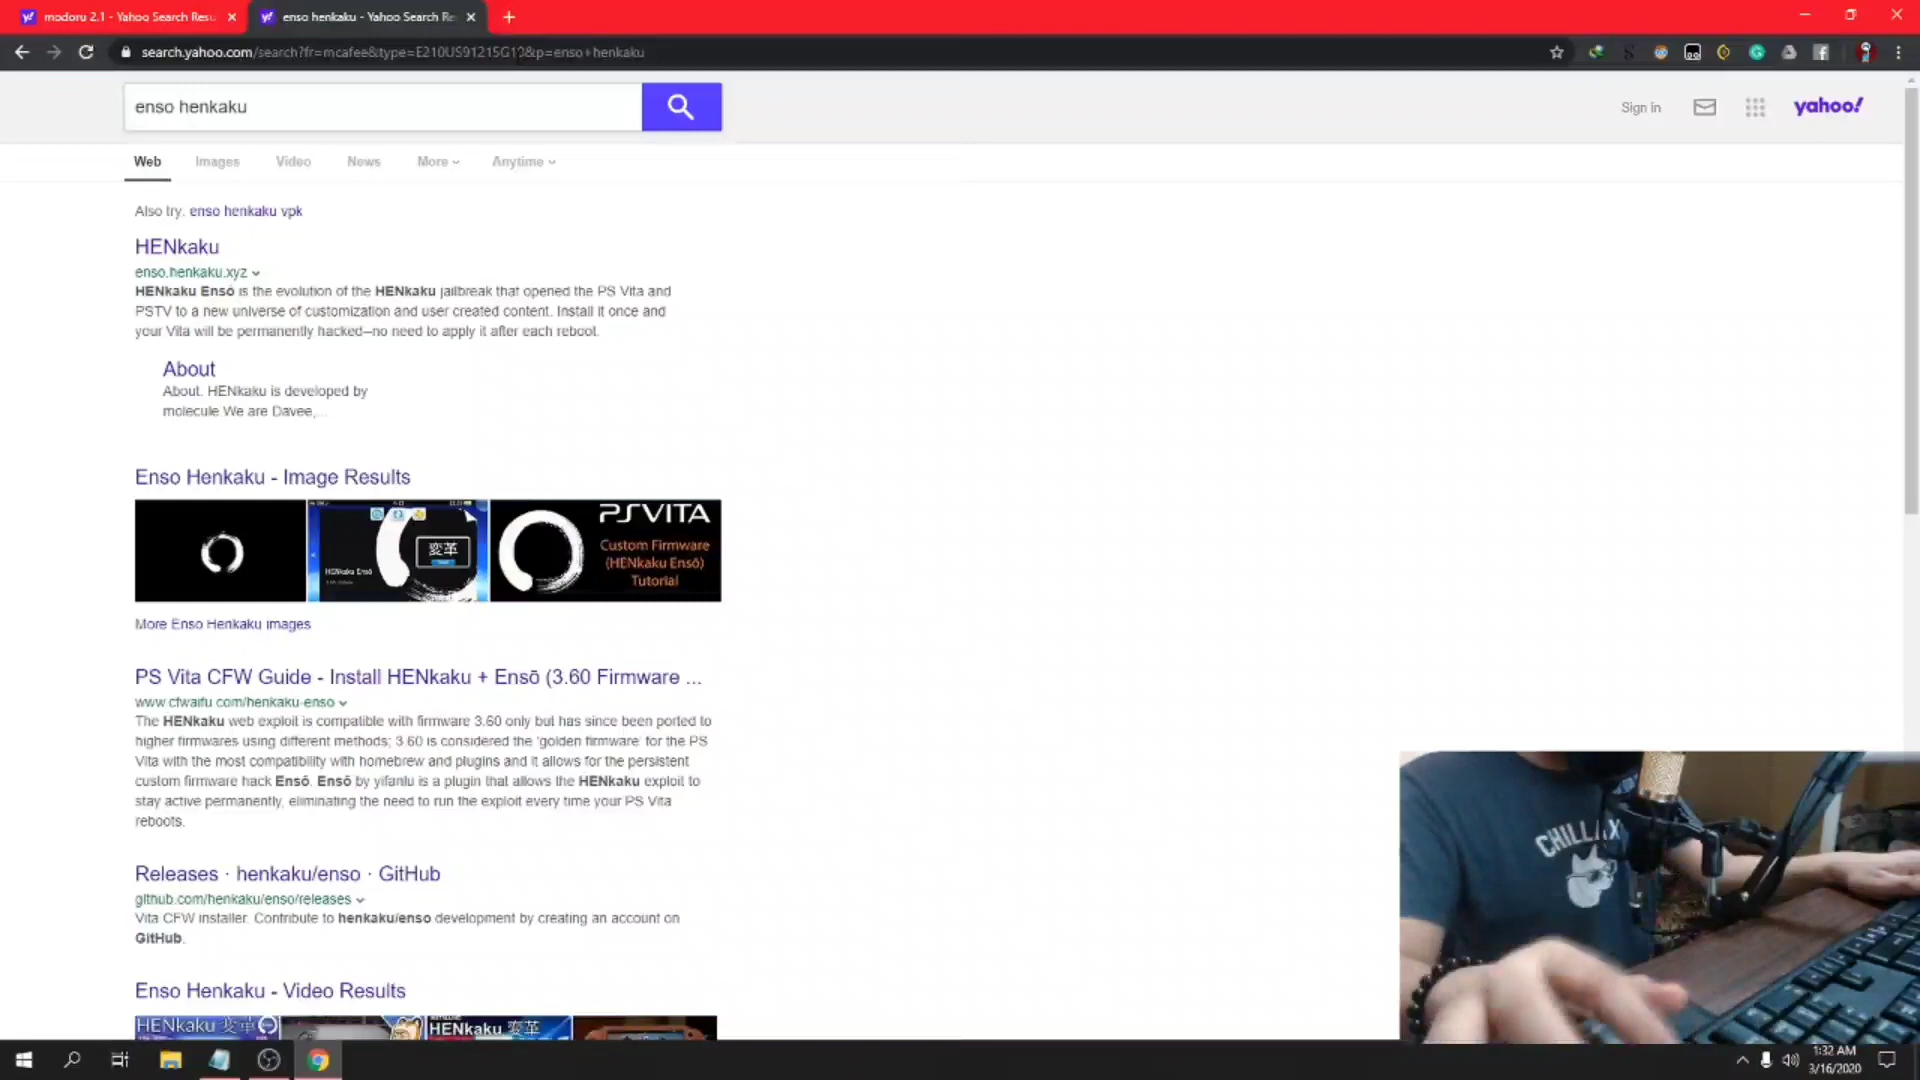 modoru 2.1 - Yahoo Search Resu
enso henkaku - Yahoo Search Re
search.yahoo.com/search?fr=mcafee&type=E210US91215G10&p=enso+henkaku
enso henkaku
Sign in
yahoo!
Web Images Video News More Anytime
Also try: enso henkaku vpk
HENkaku
enso.henkaku.xyz
HENkaku Ensō is the evolution of the HENkaku jailbreak that opened the PS Vita and
PSTV to a new universe of customization and user created content. Install it once and
your Vita will be permanently hacked—no need to apply it after each reboot.
About
About. HENkaku is developed by
molecule We are Davee,...
Enso Henkaku - Image Results
変革
HENkaku Ensō
PSVITA
Custom Firmware
(HENkaku Ensō)
Tutorial
More Enso Henkaku images
PS Vita CFW Guide - Install HENkaku + Ensō (3.60 Firmware ...
www.cfwaifu.com/henkaku-enso
The HENkaku web exploit is compatible with firmware 3.60 only but has since been ported to
higher firmwares using different methods; 3.60 is considered the 'golden firmware' for the PS
Vita with the most compatibility with homebrew and plugins and it allows for the persistent
custom firmware hack Ensō. Ensō by yifanlu is a plugin that allows the HENkaku exploit to
stay active permanently, eliminating the need to run the exploit every time your PS Vita
reboots.
Releases · henkaku/enso · GitHub
github.com/henkaku/enso/releases
Vita CFW installer. Contribute to henkaku/enso development by creating an account on
GitHub.
Enso Henkaku - Video Results
HENkaku 変革
HENkaku 変革
CHILLAX
1:32 AM
3/16/2020